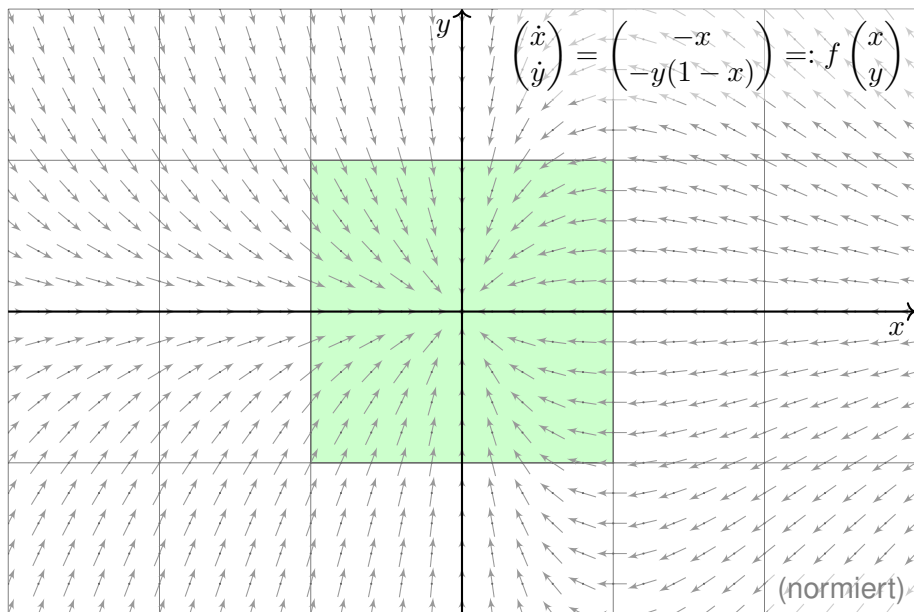 y
(ẋ ẏ) = (−x −y(1 − x)) =: f (x y)
x
(normiert)